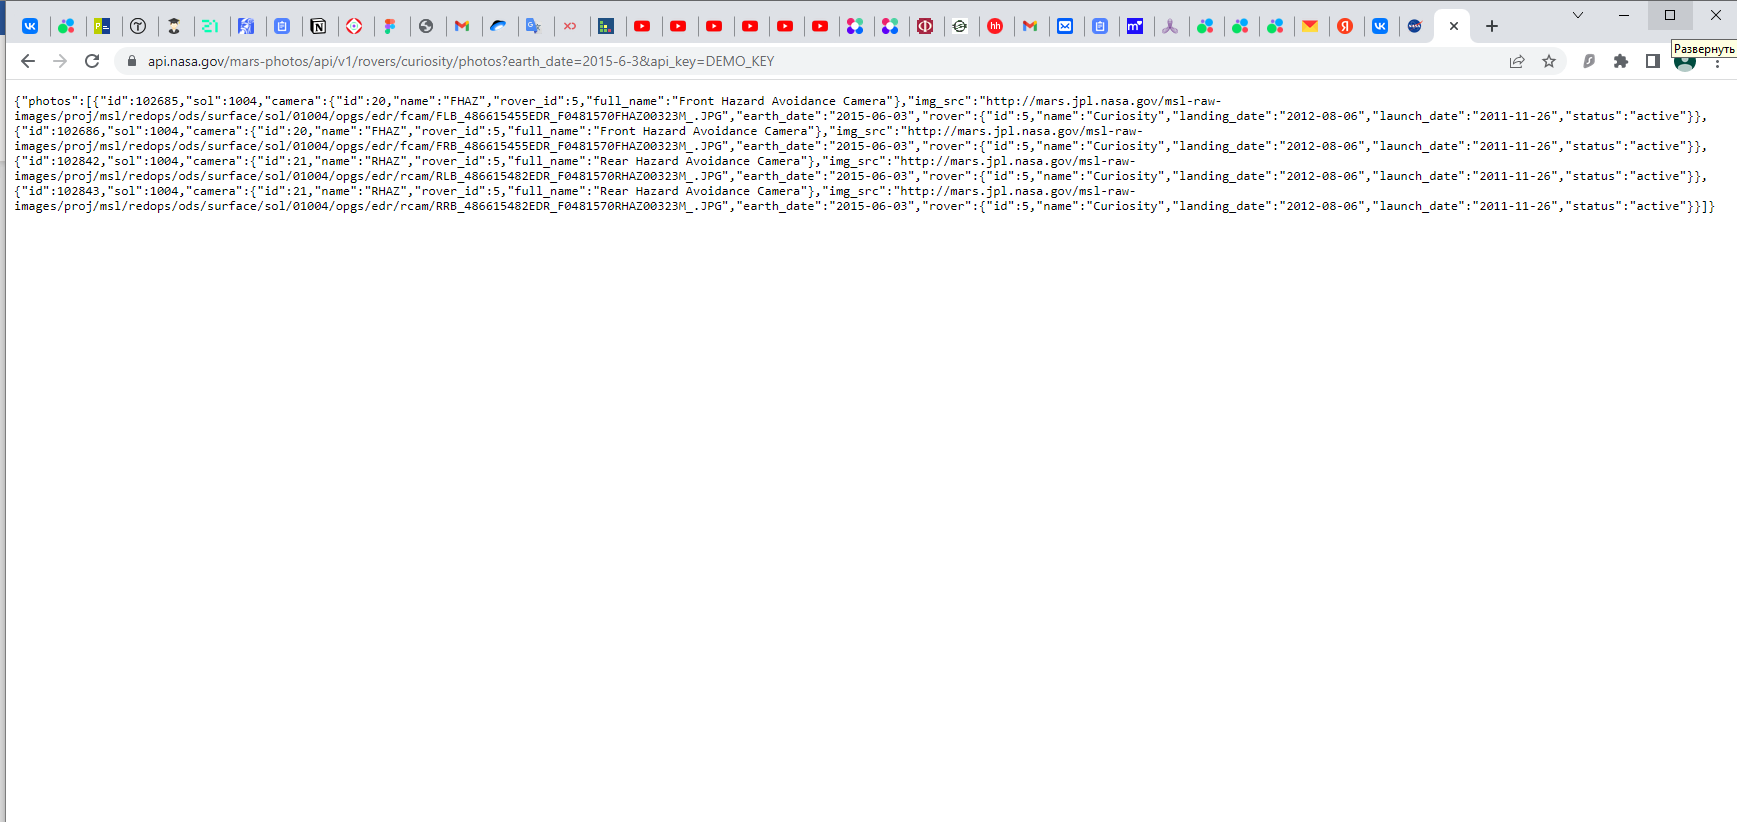 Развернуть
api.nasa.gov/mars-photos/api/v1/rovers/curiosity/photos?earth_date=2015-6-3&api_key=DEMO_KEY
{"photos":[{"id":102685,"sol":1004,"camera":{"id":20,"name":"FHAZ","rover_id":5,"full_name":"Front Hazard Avoidance Camera"},"img_src":"http://mars.jpl.nasa.gov/msl-raw-
images/proj/msl/redops/ods/surface/sol/01004/opgs/edr/fcam/FLB_486615455EDR_F0481570FHAZ00323M_.JPG","earth_date":"2015-06-03","rover":{"id":5,"name":"Curiosity","landing_date":"2012-08-06","launch_date":"2011-11-26","status":"active"}},
{"id":102686,"sol":1004,"camera":{"id":20,"name":"FHAZ","rover_id":5,"full_name":"Front Hazard Avoidance Camera"},"img_src":"http://mars.jpl.nasa.gov/msl-raw-
images/proj/msl/redops/ods/surface/sol/01004/opgs/edr/fcam/FRB_486615455EDR_F0481570FHAZ00323M_.JPG","earth_date":"2015-06-03","rover":{"id":5,"name":"Curiosity","landing_date":"2012-08-06","launch_date":"2011-11-26","status":"active"}},
{"id":102842,"sol":1004,"camera":{"id":21,"name":"RHAZ","rover_id":5,"full_name":"Rear Hazard Avoidance Camera"},"img_src":"http://mars.jpl.nasa.gov/msl-raw-
images/proj/msl/redops/ods/surface/sol/01004/opgs/edr/rcam/RLB_486615482EDR_F0481570RHAZ00323M_.JPG","earth_date":"2015-06-03","rover":{"id":5,"name":"Curiosity","landing_date":"2012-08-06","launch_date":"2011-11-26","status":"active"}},
{"id":102843,"sol":1004,"camera":{"id":21,"name":"RHAZ","rover_id":5,"full_name":"Rear Hazard Avoidance Camera"},"img_src":"http://mars.jpl.nasa.gov/msl-raw-
images/proj/msl/redops/ods/surface/sol/01004/opgs/edr/rcam/RRB_486615482EDR_F0481570RHAZ00323M_.JPG","earth_date":"2015-06-03","rover":{"id":5,"name":"Curiosity","landing_date":"2012-08-06","launch_date":"2011-11-26","status":"active"}}]}